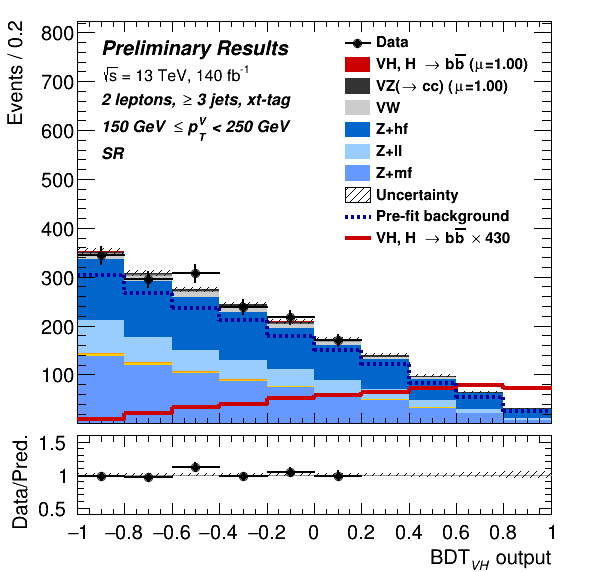 Events / 0.2
800
700
600
500
400
300
200
100
Preliminary Results
√s = 13 TeV, 140 fb⁻¹
2 leptons, ≥ 3 jets, xt-tag
150 GeV ≤ p_T^V < 250 GeV
SR
Data
VH, H → bb̅ (μ=1.00)
VZ(→ cc) (μ=1.00)
VW
Z+hf
Z+ll
Z+mf
Uncertainty
Pre-fit background
VH, H → bb̅ × 430
Data/Pred.
1.5
1
0.5
−1 −0.8 −0.6 −0.4 −0.2 0 0.2 0.4 0.6 0.8 1
BDT_VH output